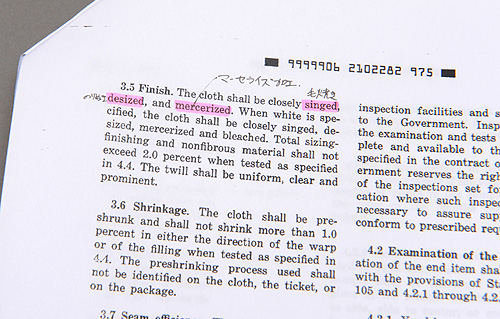 9999906 2102282 975
マーセライズ加工
毛焼き
3.5 Finish. The cloth shall be closely singed,
desized, and mercerized. When white is spe-
cified, the cloth shall be closely singed, de-
sized, mercerized and bleached. Total sizing-
finishing and nonfibrous material shall not
exceed 2.0 percent when tested as specified
in 4.4. The twill shall be uniform, clear and
prominent.
3.6 Shrinkage. The cloth shall be pre-
shrunk and shall not shrink more than 1.0
percent in either the direction of the warp
or of the filling when tested as specified in
4.4. The preshrinking process used shall
not be identified on the cloth, the ticket, or
on the package.
3.7 Seam
inspection facilities and
to the Government.
the examination and tests
plete and available to th
specified in the contract o
ernment reserves the rig
of the inspections set fo
cation where such inspec
necessary to assure sup
conform to prescribed req
4.2 Examination of the
ation of the end item sha
with the provisions of St
105 and 4.2.1 through 4.2.
4.2.1